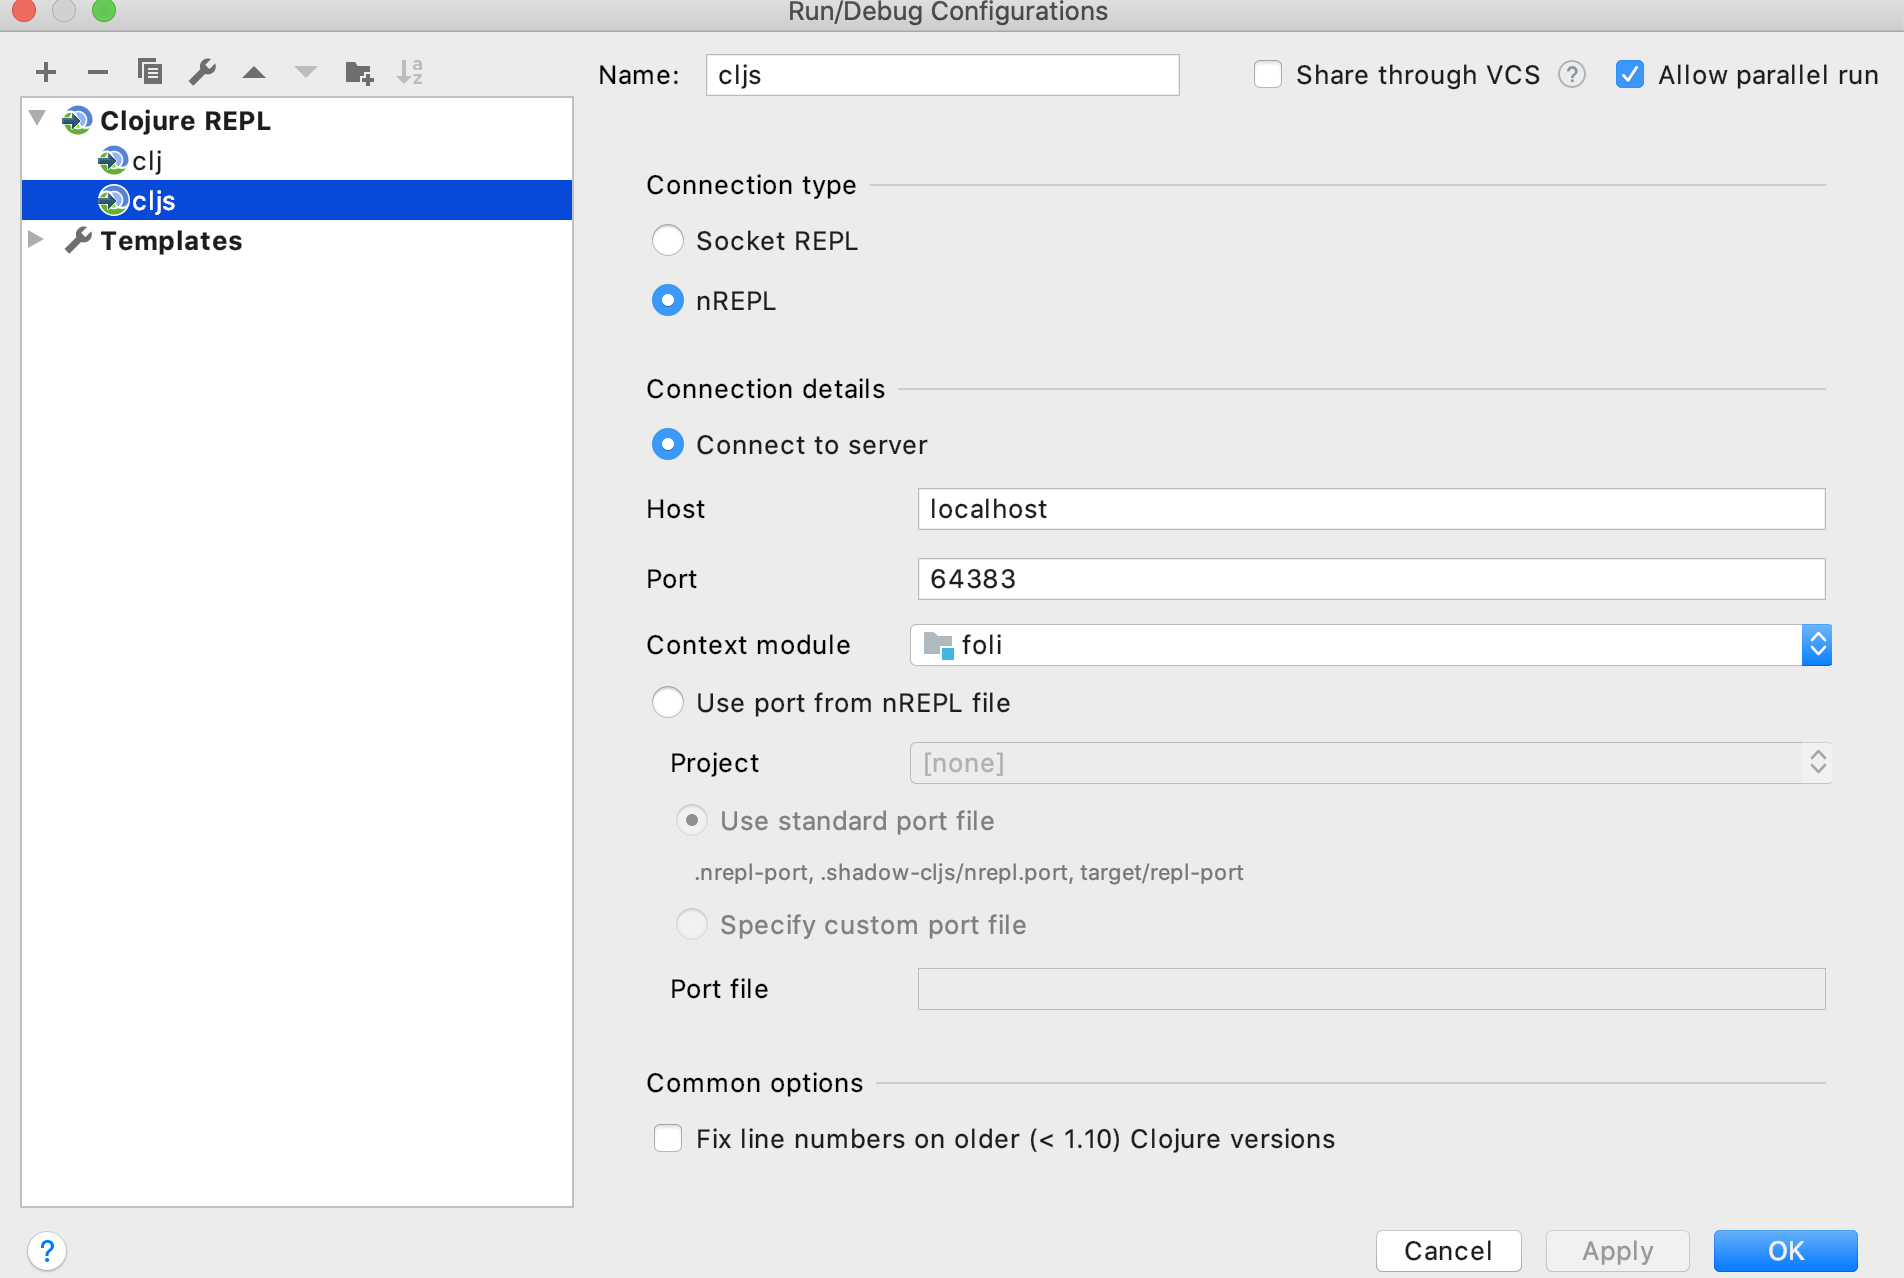 Run/Debug Configurations
Name: cljs
Share through VCS ?
Allow parallel run
Clojure REPL
clj
cljs
Templates
Connection type
Socket REPL
nREPL
Connection details
Connect to server
Host localhost
Port 64383
Context module foli
Use port from nREPL file
Project [none]
Use standard port file
.nrepl-port, .shadow-cljs/nrepl.port, target/repl-port
Specify custom port file
Port file
Common options
Fix line numbers on older (< 1.10) Clojure versions
? Cancel Apply OK